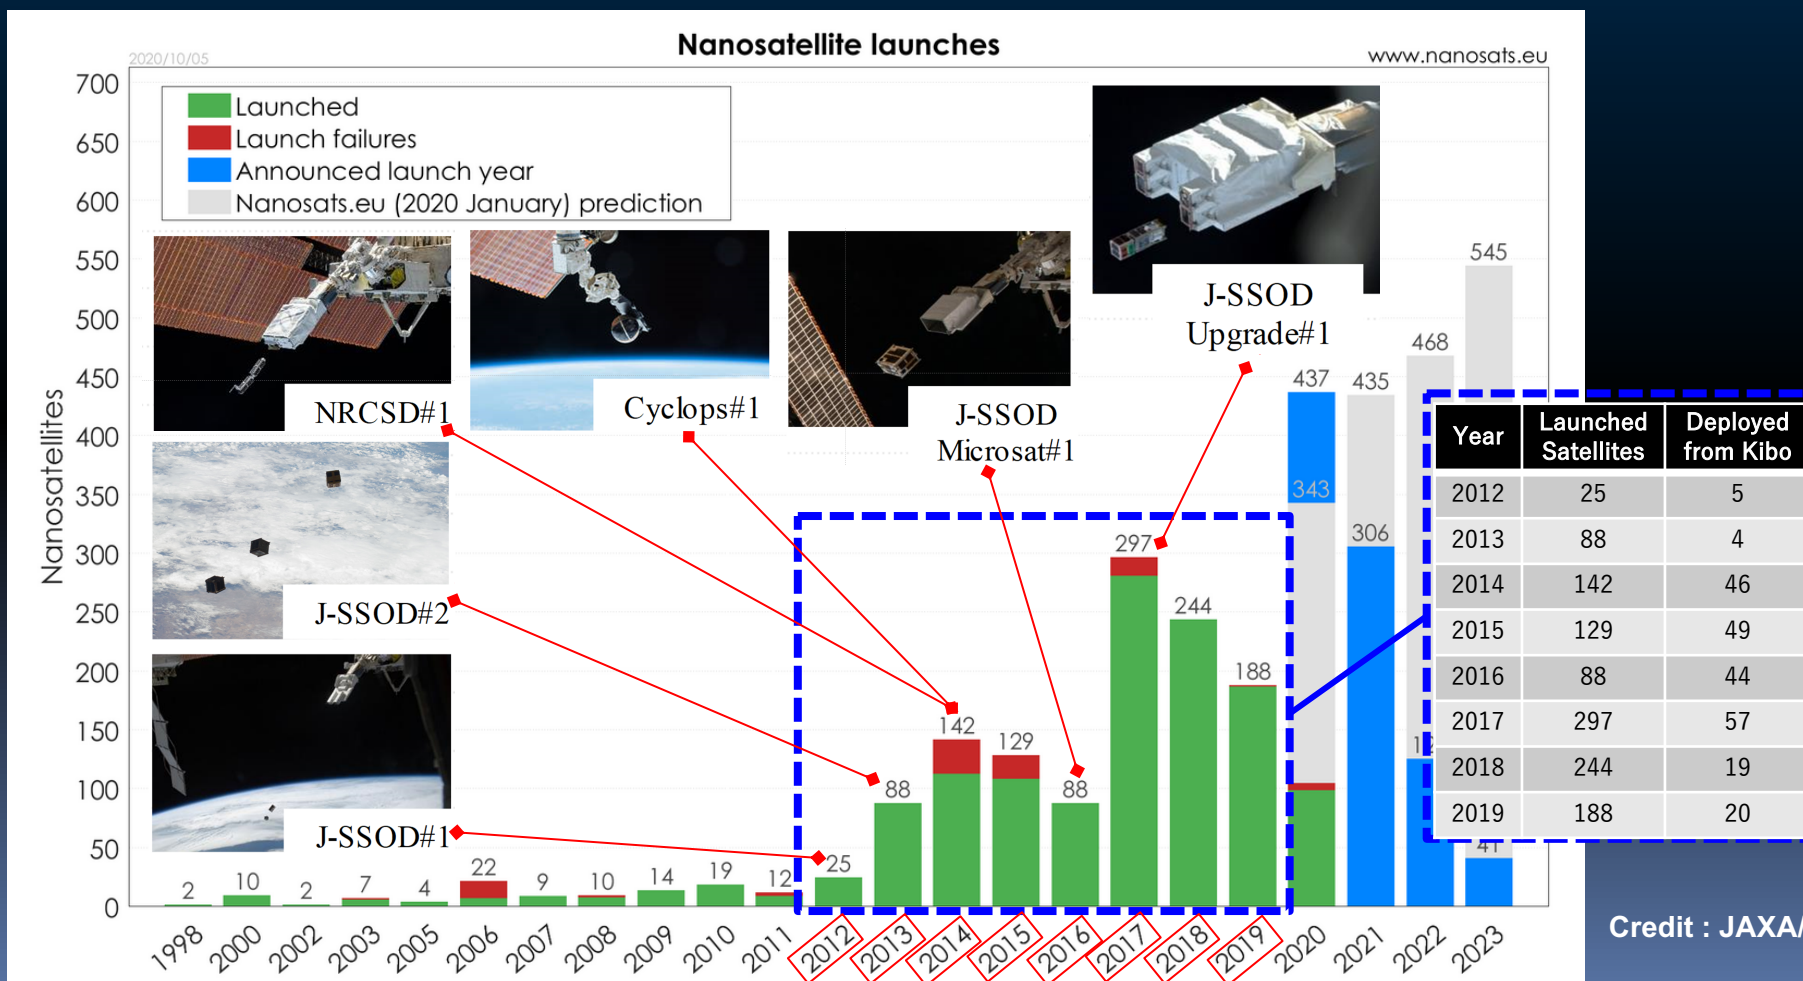 Nanosatellite launches
2020/10/05
www.nanosats.eu
Launched
Launch failures
Announced launch year
Nanosats.eu (2020 January) prediction
Nanosatellites
700
650
600
550
500
450
400
350
300
250
200
150
100
50
0
NRCSD#1
Cyclops#1
J-SSOD
Microsat#1
J-SSOD
Upgrade#1
J-SSOD#2
J-SSOD#1
2
10
2
7
4
22
9
10
14
19
12
25
88
142
129
88
297
244
188
437
343
435
306
468
545
41
1998
2000
2002
2003
2005
2006
2007
2008
2009
2010
2011
2012
2013
2014
2015
2016
2017
2018
2019
2020
2021
2022
2023
Year Launched Satellites Deployed from Kibo
2012 25 5
2013 88 4
2014 142 46
2015 129 49
2016 88 44
2017 297 57
2018 244 19
2019 188 20
Credit : JAXA/